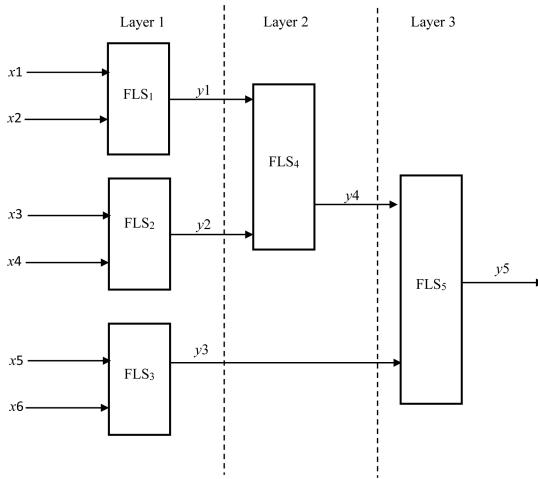 Layer 1 Layer 2 Layer 3
x1
x2
FLS₁
y1
x3
x4
FLS₂
y2
FLS₄
y4
x5
x6
FLS₃
y3
FLS₅
y5